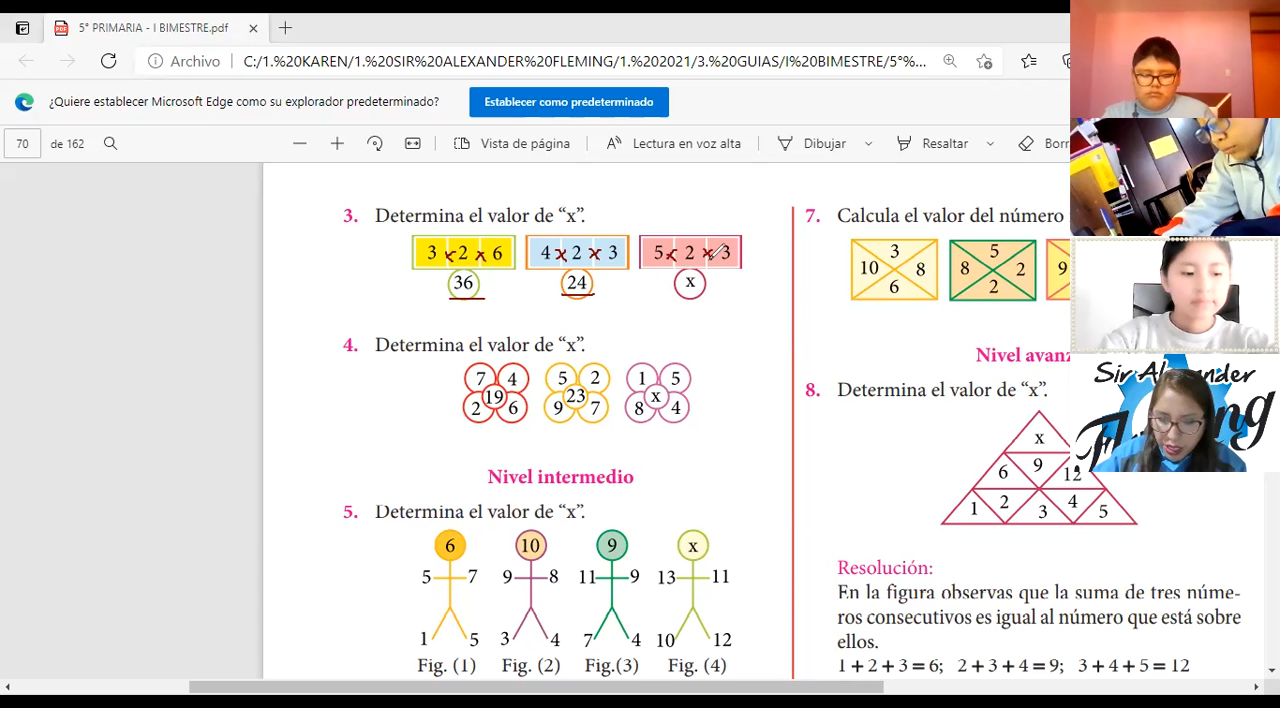 5° PRIMARIA - I BIMESTRE.pdf
Archivo
C:/1.%20KAREN/1.%20SIR%20ALEXANDER%20FLEMING/1.%202021/3.%20GUIAS/I%20BIMESTRE/5°%...
¿Quiere establecer Microsoft Edge como su explorador predeterminado?
Establecer como predeterminado
70 de 162
Vista de página
Lectura en voz alta
Dibujar
Resaltar
Borr
3. Determina el valor de “x”.
3 x 2 x 6
4 x 2 x 3
5 x 2 x 3
36
24
x
4. Determina el valor de “x”.
7 4
19
2 6
5 2
23
9 7
1 5
x
8 4
Nivel intermedio
5. Determina el valor de “x”.
6 10 9 x
5 7 9 8 11 9 13 11
1 5 3 4 7 4 10 12
Fig. (1) Fig. (2) Fig.(3) Fig. (4)
7. Calcula el valor del número
3
10 8
6
5
8 2
2
9
Nivel avanz
8. Determina el valor de “x”.
x
6 9 12
1 2 3 4 5
Resolución:
En la figura observas que la suma de tres núme-
ros consecutivos es igual al número que está sobre
ellos.
1 + 2 + 3 = 6; 2 + 3 + 4 = 9; 3 + 4 + 5 = 12
Sir Alexander